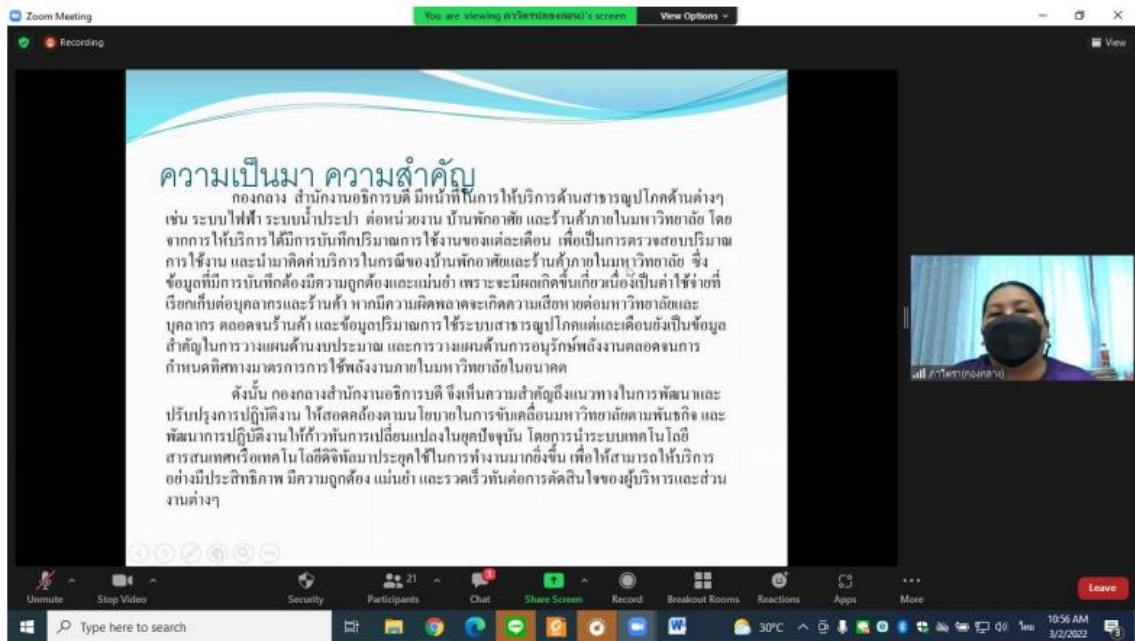 Zoom Meeting
You are viewing ภาวิตรา(กองกลาง)'s screen
View Options
Recording
View
ความเป็นมา ความสำคัญ
กองกลาง สำนักงานอธิการบดี มีหน้าที่ในการให้บริการด้านสาธารณูปโภคด้านต่างๆ
เช่น ระบบไฟฟ้า ระบบน้ำประปา ต่อหน่วยงาน บ้านพักอาศัย และร้านค้าภายในมหาวิทยาลัย โดย
จากการให้บริการได้มีการบันทึกปริมาณการใช้งานของแต่ละเดือน เพื่อเป็นการตรวจสอบปริมาณ
การใช้งาน และนำมาคิดค่าบริการในกรณีของบ้านพักอาศัยและร้านค้าภายในมหาวิทยาลัย ซึ่ง
ข้อมูลที่มีการบันทึกต้องมีความถูกต้องและแม่นยำ เพราะจะมีผลเกิดขึ้นเกี่ยวเนื่องเป็นค่าใช้จ่ายที่
เรียกเก็บต่อบุคลากรและร้านค้า หากมีความผิดพลาดจะเกิดความเสียหายต่อมหาวิทยาลัยและ
บุคลากร ตลอดจนร้านค้า และข้อมูลปริมาณการใช้ระบบสาธารณูปโภคแต่ละเดือนยังเป็นข้อมูล
สำคัญในการวางแผนด้านงบประมาณ และการวางแผนด้านการอนุรักษ์พลังงานตลอดจนการ
กำหนดทิศทางมาตรการการใช้พลังงานภายในมหาวิทยาลัยในอนาคต
ดังนั้น กองกลางสำนักงานอธิการบดี จึงเห็นความสำคัญถึงแนวทางในการพัฒนาและ
ปรับปรุงการปฏิบัติงาน ให้สอดคล้องตามนโยบายในการขับเคลื่อนมหาวิทยาลัยตามพันธกิจ และ
พัฒนาการปฏิบัติงานให้ก้าวทันการเปลี่ยนแปลงในยุคปัจจุบัน โดยการนำระบบเทคโนโลยี
สารสนเทศหรือเทคโนโลยีดิจิทัลมาประยุกต์ใช้ในการทำงานมากยิ่งขึ้น เพื่อให้สามารถให้บริการ
อย่างมีประสิทธิภาพ มีความถูกต้อง แม่นยำ และรวดเร็วทันต่อการตัดสินใจของผู้บริหารและส่วน
งานต่างๆ
ภาวิตรา(กองกลาง)
Unmute
Stop Video
Security
Participants
21
Chat
3
Share Screen
Record
Breakout Rooms
Reactions
Apps
More
Leave
Type here to search
30°C
ไทย
10:56 AM
3/2/2022